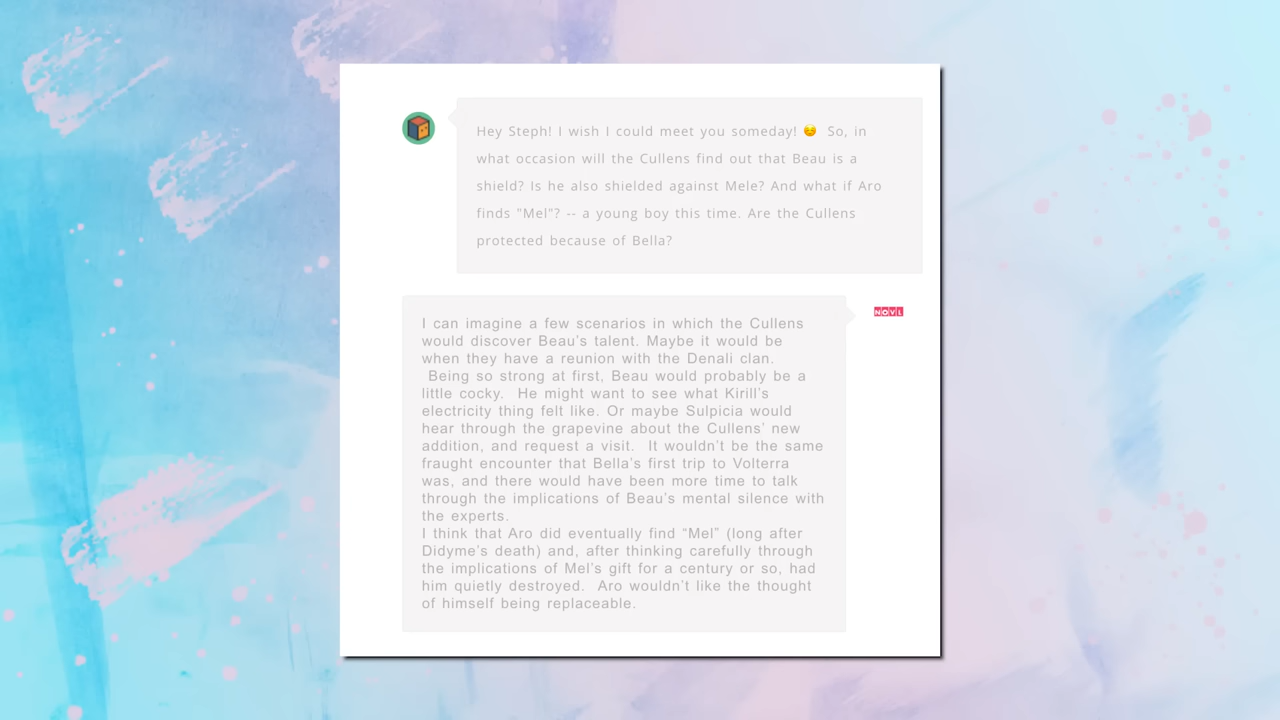 Hey Steph! I wish I could meet you someday! 😣 So, in
what occasion will the Cullens find out that Beau is a
shield? Is he also shielded against Mele? And what if Aro
finds "Mel"? -- a young boy this time. Are the Cullens
protected because of Bella?
NOVL
I can imagine a few scenarios in which the Cullens
would discover Beau’s talent. Maybe it would be
when they have a reunion with the Denali clan.
Being so strong at first, Beau would probably be a
little cocky.  He might want to see what Kirill’s
electricity thing felt like. Or maybe Sulpicia would
hear through the grapevine about the Cullens’ new
addition, and request a visit.  It wouldn’t be the same
fraught encounter that Bella’s first trip to Volterra
was, and there would have been more time to talk
through the implications of Beau’s mental silence with
the experts.
I think that Aro did eventually find “Mel” (long after
Didyme’s death) and, after thinking carefully through
the implications of Mel’s gift for a century or so, had
him quietly destroyed.  Aro wouldn’t like the thought
of himself being replaceable.